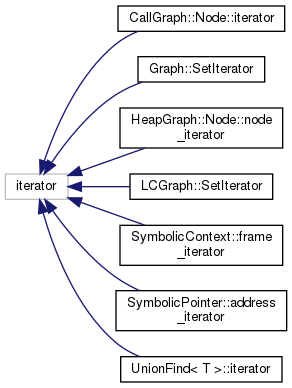 CallGraph::Node::iterator
Graph::SetIterator
HeapGraph::Node::node
_iterator
iterator
LCGraph::SetIterator
SymbolicContext::frame
_iterator
SymbolicPointer::address
_iterator
UnionFind< T >::iterator